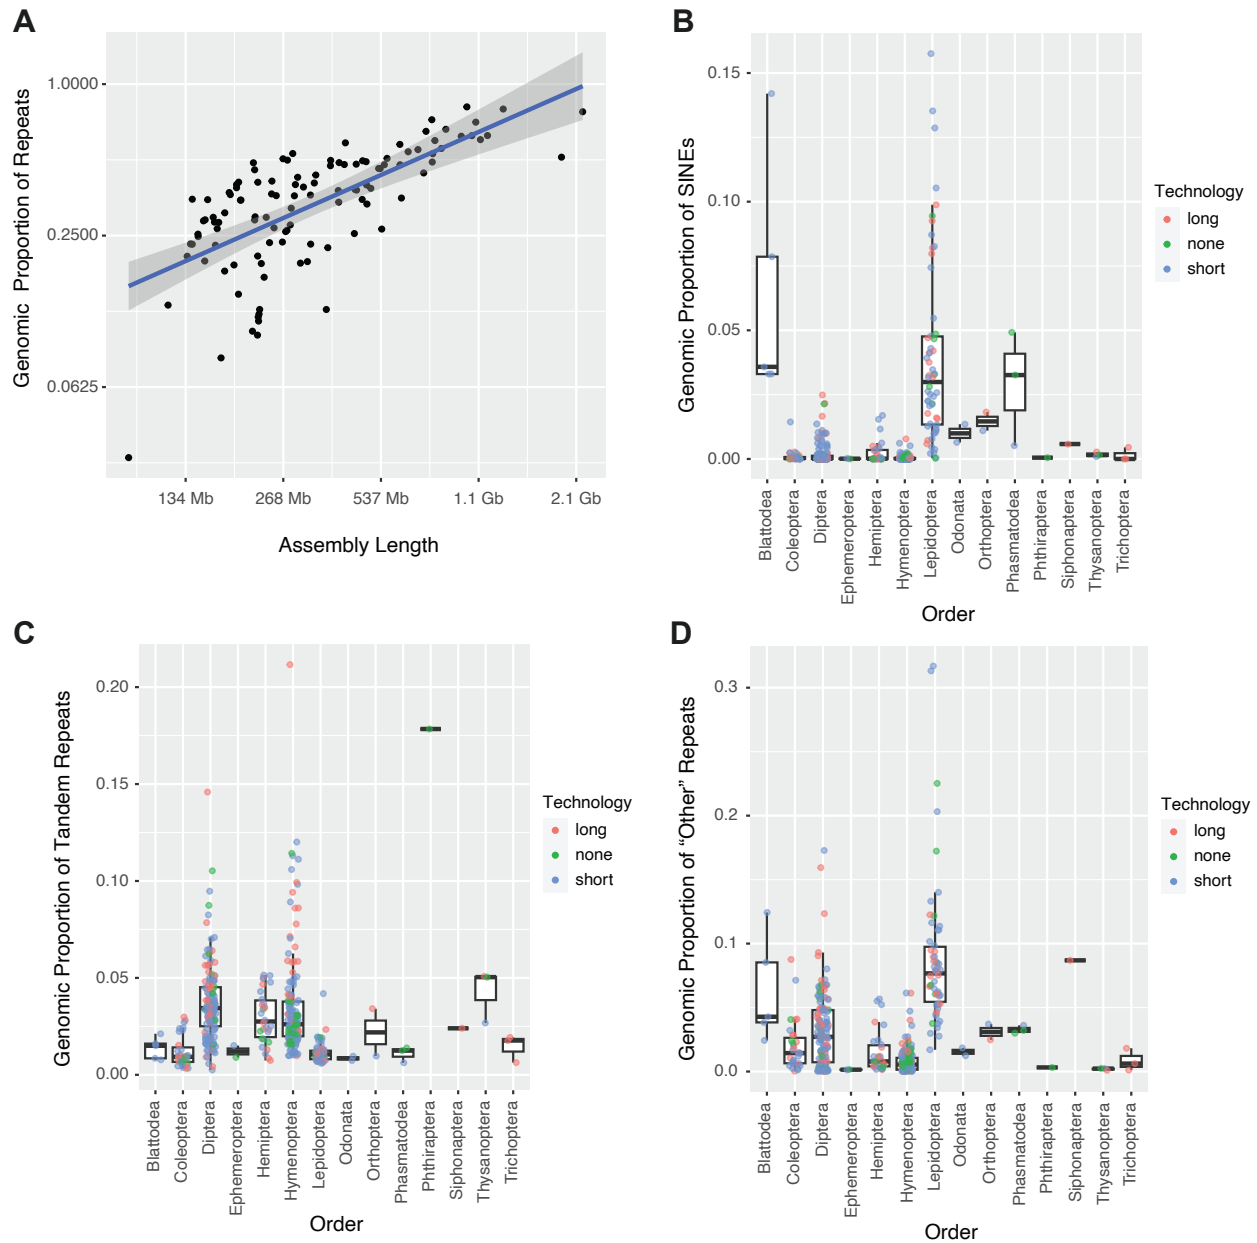 A
Genomic Proportion of Repeats
1.0000
0.2500
0.0625
134 Mb
268 Mb
537 Mb
1.1 Gb
2.1 Gb
Assembly Length
B
Genomic Proportion of SINEs
0.15
0.10
0.05
0.00
Blattodea
Coleoptera
Diptera
Ephemeroptera
Hemiptera
Hymenoptera
Lepidoptera
Odonata
Orthoptera
Phasmatodea
Phthiraptera
Siphonaptera
Thysanoptera
Trichoptera
Order
Technology
long
none
short
C
Genomic Proportion of Tandem Repeats
0.20
0.15
0.10
0.05
0.00
Blattodea
Coleoptera
Diptera
Ephemeroptera
Hemiptera
Hymenoptera
Lepidoptera
Odonata
Orthoptera
Phasmatodea
Phthiraptera
Siphonaptera
Thysanoptera
Trichoptera
Order
Technology
long
none
short
D
Genomic Proportion of “Other” Repeats
0.3
0.2
0.1
0.0
Blattodea
Coleoptera
Diptera
Ephemeroptera
Hemiptera
Hymenoptera
Lepidoptera
Odonata
Orthoptera
Phasmatodea
Phthiraptera
Siphonaptera
Thysanoptera
Trichoptera
Order
Technology
long
none
short